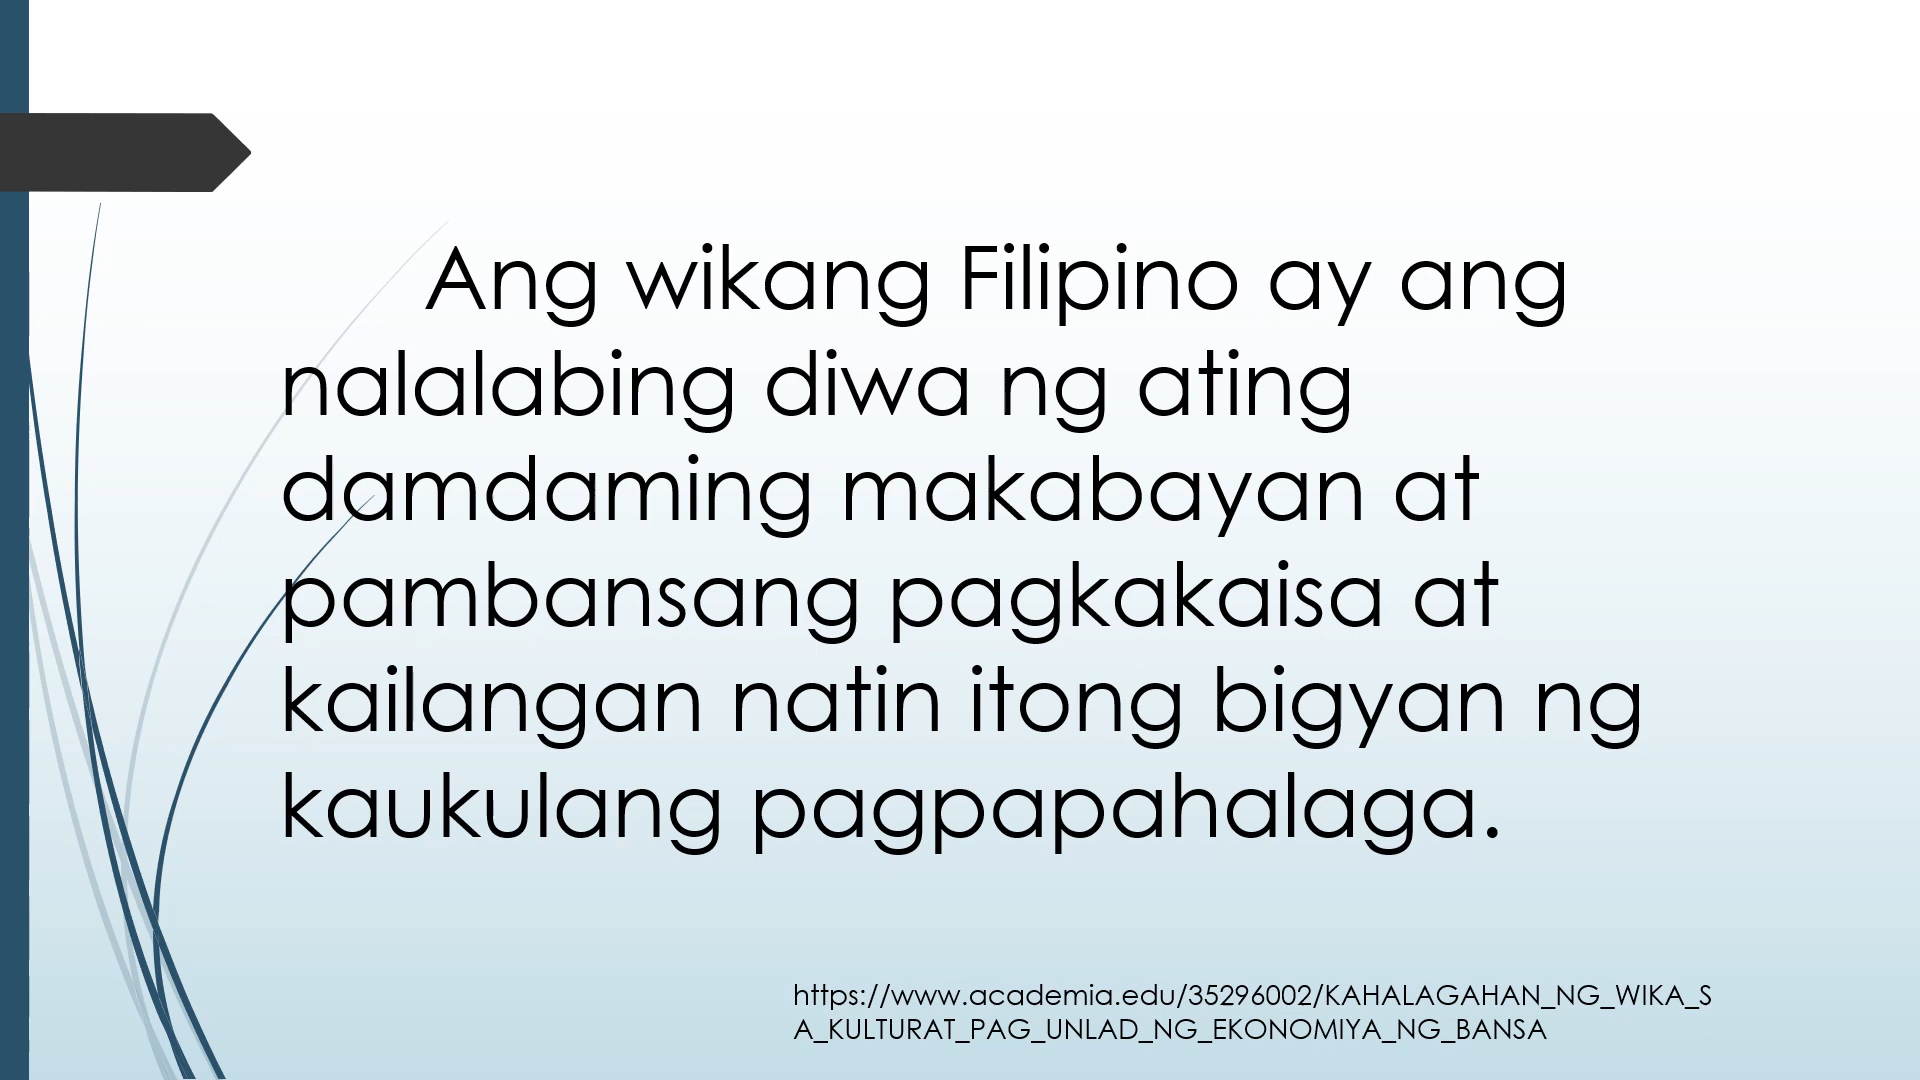 Ang wikang Filipino ay ang
nalalabing diwa ng ating
damdaming makabayan at
pambansang pagkakaisa at
kailangan natin itong bigyan ng
kaukulang pagpapahalaga.
https://www.academia.edu/35296002/KAHALAGAHAN_NG_WIKA_S
A_KULTURAT_PAG_UNLAD_NG_EKONOMIYA_NG_BANSA